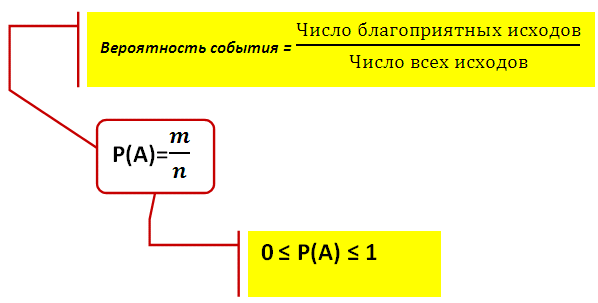 Вероятность события = Число благоприятных исходов / Число всех исходов
P(A)= m / n
0 ≤ P(A) ≤ 1